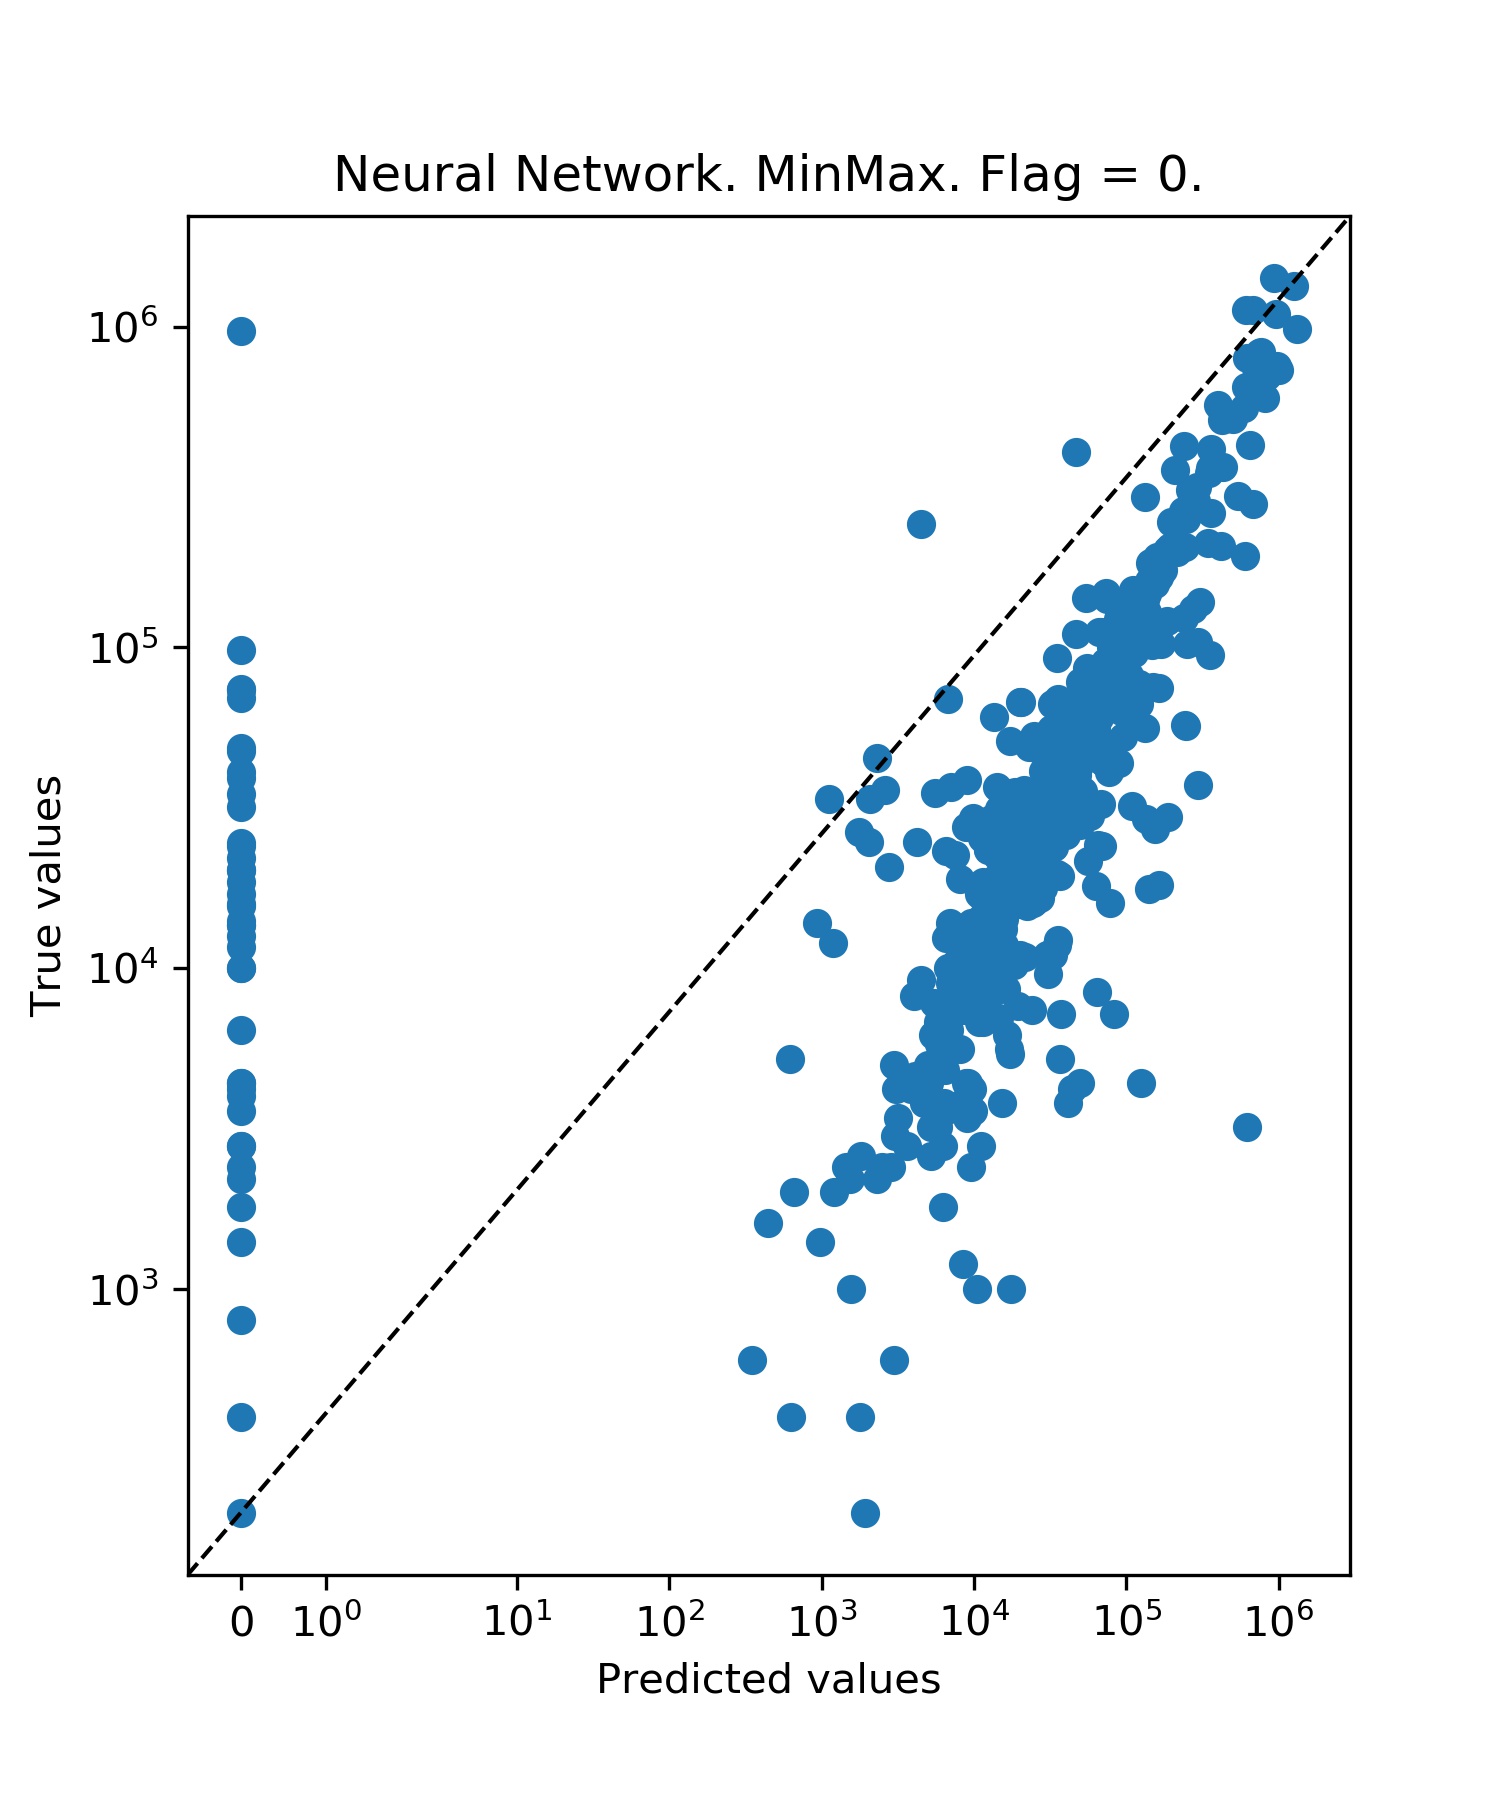 Neural Network. MinMax. Flag = 0.
10⁶
10⁵
10⁴
10³
True values
0 10⁰ 10¹ 10² 10³ 10⁴ 10⁵ 10⁶
Predicted values